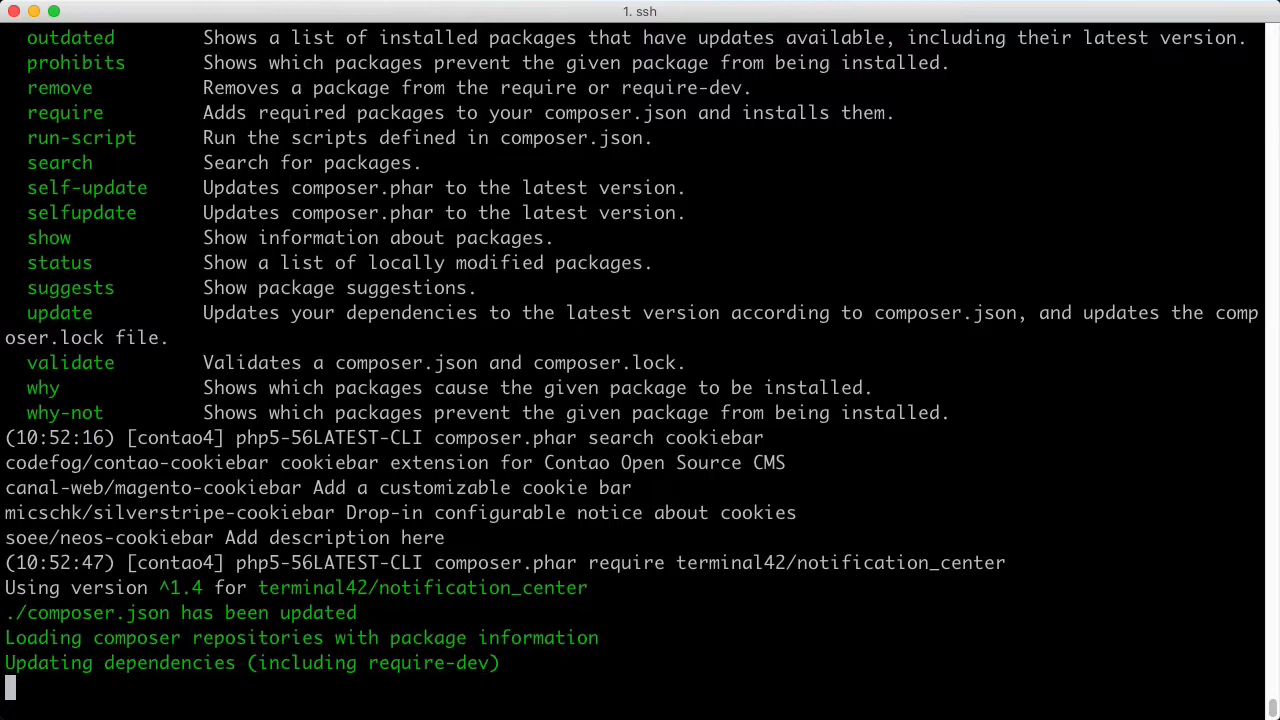 1. ssh
outdated Shows a list of installed packages that have updates available, including their latest version.
prohibits Shows which packages prevent the given package from being installed.
remove Removes a package from the require or require-dev.
require Adds required packages to your composer.json and installs them.
run-script Run the scripts defined in composer.json.
search Search for packages.
self-update Updates composer.phar to the latest version.
selfupdate Updates composer.phar to the latest version.
show Show information about packages.
status Show a list of locally modified packages.
suggests Show package suggestions.
update Updates your dependencies to the latest version according to composer.json, and updates the comp
oser.lock file.
validate Validates a composer.json and composer.lock.
why Shows which packages cause the given package to be installed.
why-not Shows which packages prevent the given package from being installed.
(10:52:16) [contao4] php5-56LATEST-CLI composer.phar search cookiebar
codefog/contao-cookiebar cookiebar extension for Contao Open Source CMS
canal-web/magento-cookiebar Add a customizable cookie bar
micschk/silverstripe-cookiebar Drop-in configurable notice about cookies
soee/neos-cookiebar Add description here
(10:52:47) [contao4] php5-56LATEST-CLI composer.phar require terminal42/notification_center
Using version ^1.4 for terminal42/notification_center
./composer.json has been updated
Loading composer repositories with package information
Updating dependencies (including require-dev)